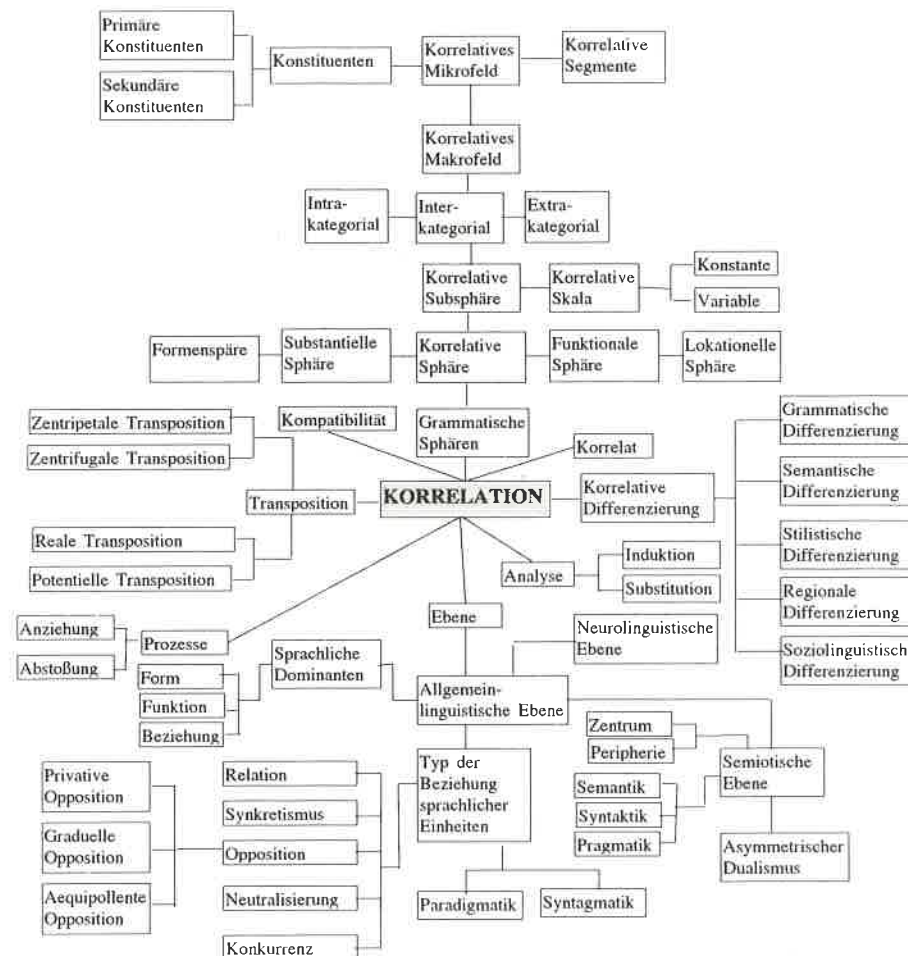 Primäre
Konstituenten
Konstituenten
Korrelatives
Mikrofeld
Korrelative
Segmente
Sekundäre
Konstituenten
Korrelatives
Makrofeld
Intra-
kategorial
Inter-
kategorial
Extra-
kategorial
Korrelative
Subsphäre
Korrelative
Skala
Konstante
Variable
Formenspäre
Substantielle
Sphäre
Korrelative
Sphäre
Funktionale
Sphäre
Lokationelle
Sphäre
Kompatibilität
Grammatische
Sphären
Korrelat
Zentripetale Transposition
Zentrifugale Transposition
Transposition
Reale Transposition
Potentielle Transposition
KORRELATION
Korrelative
Differenzierung
Grammatische
Differenzierung
Semantische
Differenzierung
Stilistische
Differenzierung
Regionale
Differenzierung
Soziolinguistisch
Differenzierung
Analyse
Induktion
Substitution
Ebene
Neurolinguistische
Ebene
Anziehung
Abstoßung
Prozesse
Sprachliche
Dominanten
Form
Funktion
Beziehung
Allgemein-
linguistische Ebene
Zentrum
Peripherie
Semiotische
Ebene
Semantik
Syntaktik
Pragmatik
Asymmetrischer
Dualismus
Typ der
Beziehung
sprachlicher
Einheiten
Relation
Synkretismus
Opposition
Neutralisierung
Konkurrenz
Privative
Opposition
Graduelle
Opposition
Aequipollente
Opposition
Paradigmatik
Syntagmatik